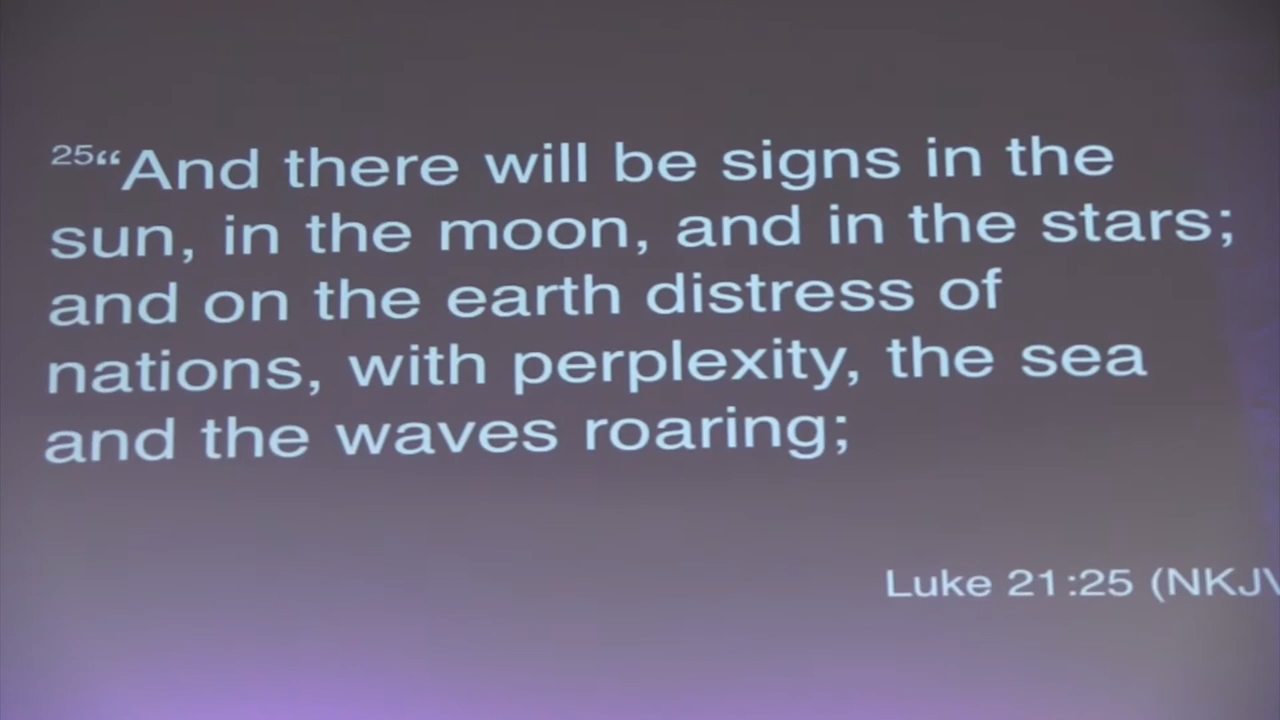 25“And there will be signs in the
sun, in the moon, and in the stars;
and on the earth distress of
nations, with perplexity, the sea
and the waves roaring;
Luke 21:25 (NKJV